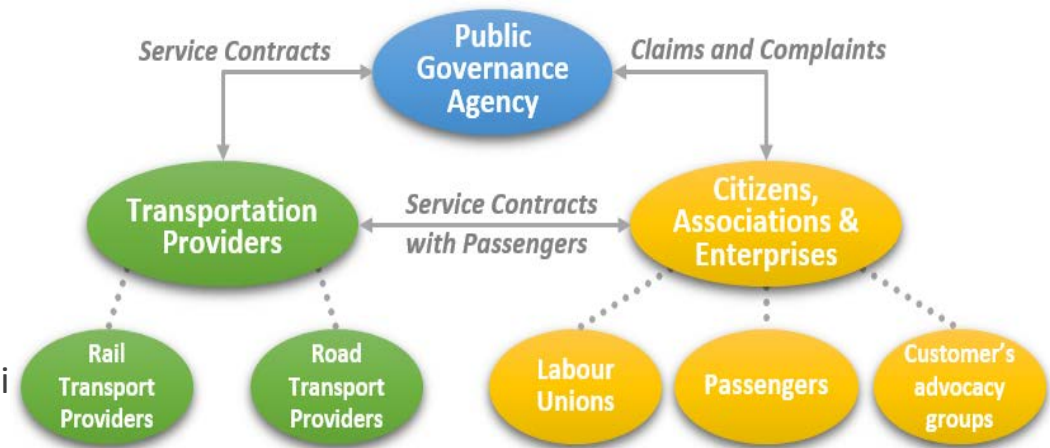 Service Contracts
Public
Governance
Agency
Claims and Complaints
Transportation
Providers
Service Contracts
with Passengers
Citizens,
Associations &
Enterprises
i
Rail
Transport
Providers
Road
Transport
Providers
Labour
Unions
Passengers
Customer's
advocacy
groups